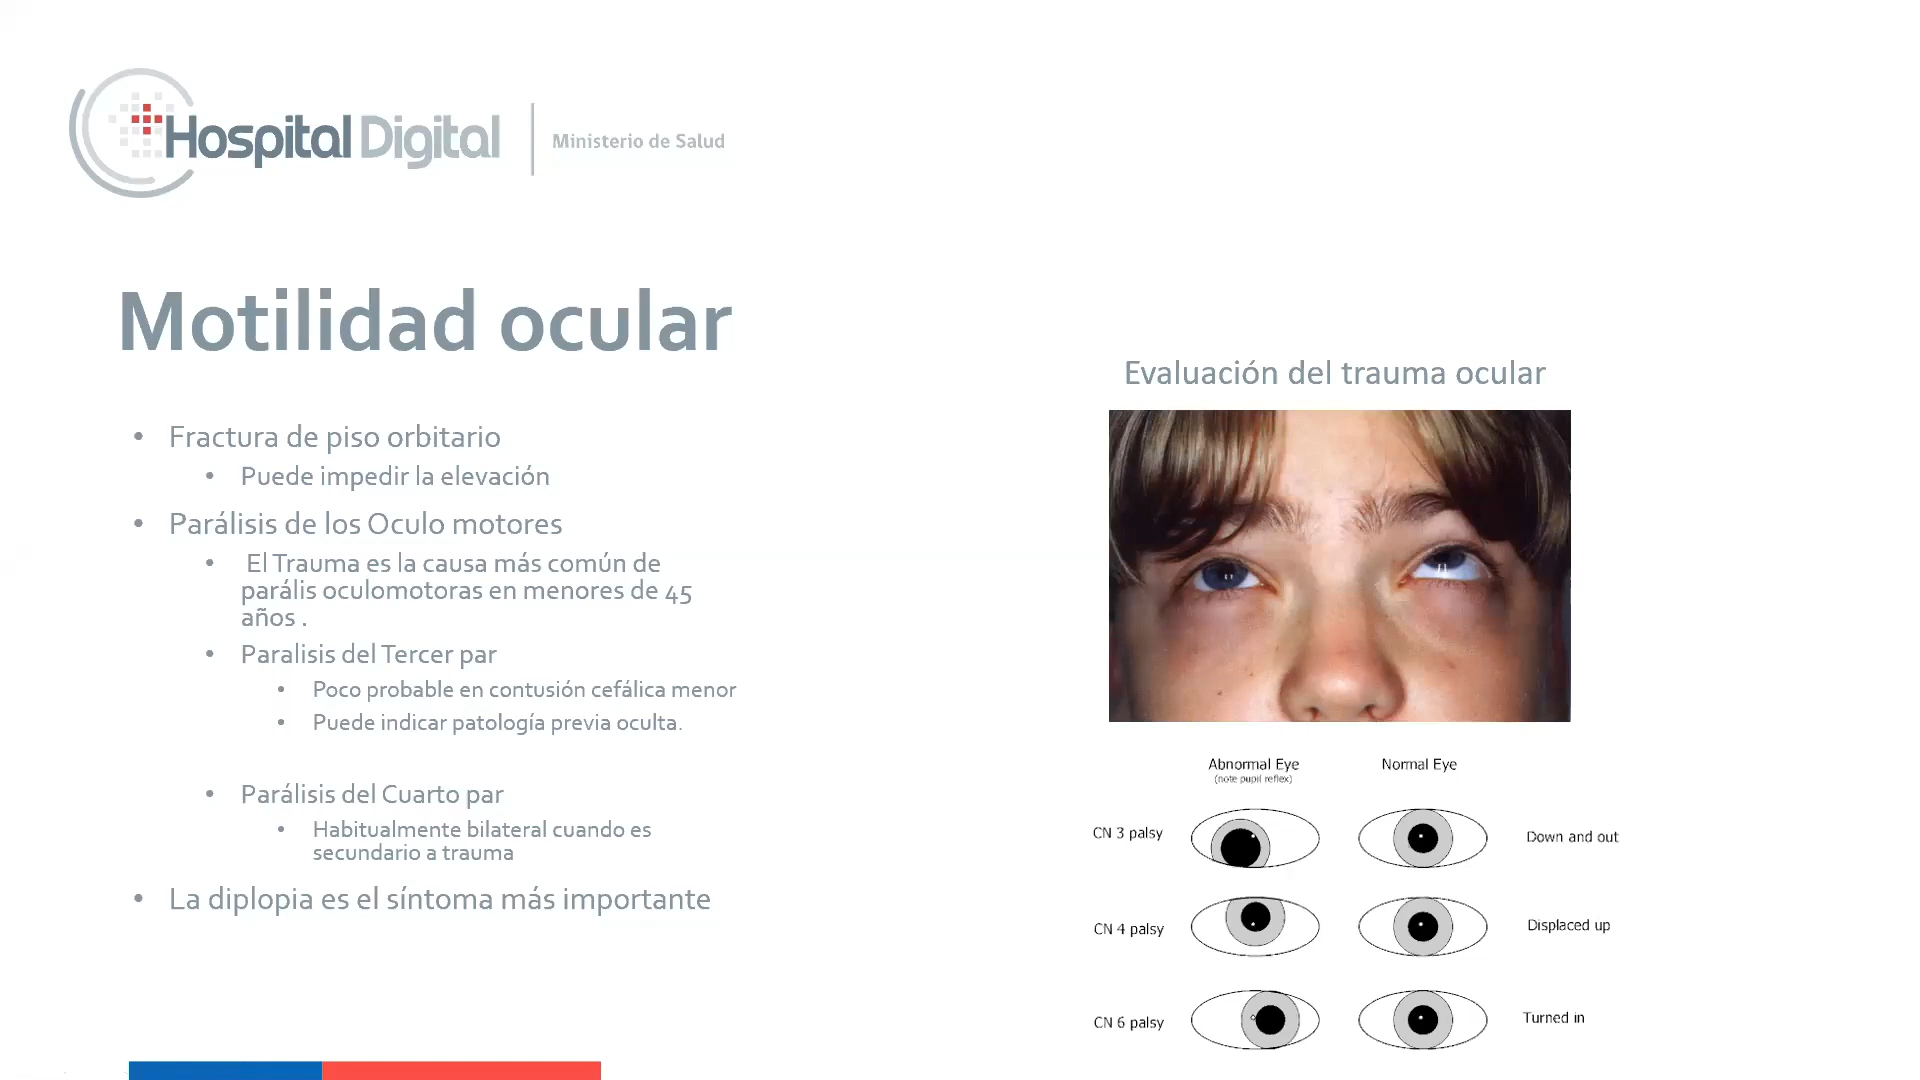 Hospital Digital
Ministerio de Salud
Motilidad ocular
• Fractura de piso orbitario
• Puede impedir la elevación
• Parálisis de los Oculo motores
• El Trauma es la causa más común de
parális oculomotoras en menores de 45
años .
• Paralisis del Tercer par
• Poco probable en contusión cefálica menor
• Puede indicar patología previa oculta.
• Parálisis del Cuarto par
• Habitualmente bilateral cuando es
secundario a trauma
• La diplopia es el síntoma más importante
Evaluación del trauma ocular
Abnormal Eye Normal Eye
(note pupil reflex)
CN 3 palsy Down and out
CN 4 palsy Displaced up
CN 6 palsy Turned in